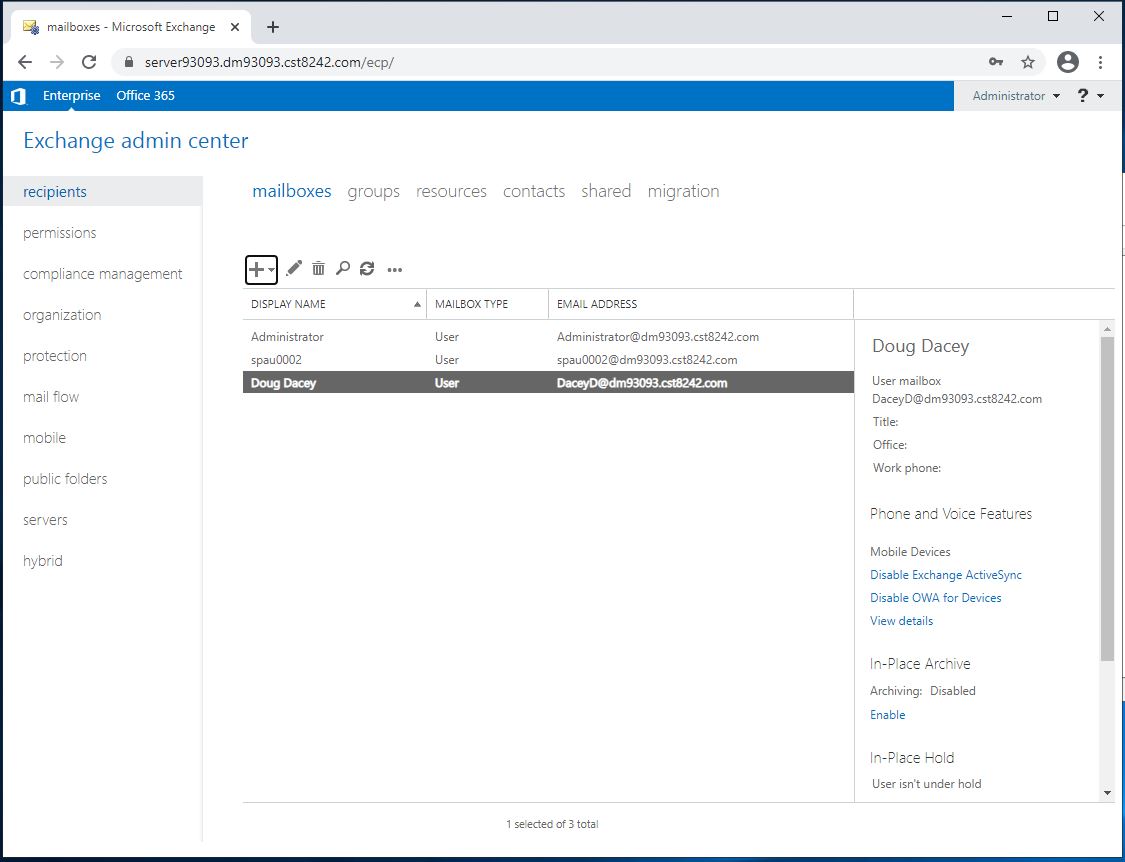 mailboxes - Microsoft Exchange
server93093.dm93093.cst8242.com/ecp/
Enterprise Office 365 Administrator ?
Exchange admin center
recipients
permissions
compliance management
organization
protection
mail flow
mobile
public folders
servers
hybrid
mailboxes groups resources contacts shared migration
DISPLAY NAME MAILBOX TYPE EMAIL ADDRESS
Administrator User Administrator@dm93093.cst8242.com
spau0002 User spau0002@dm93093.cst8242.com
Doug Dacey User DaceyD@dm93093.cst8242.com
Doug Dacey
User mailbox
DaceyD@dm93093.cst8242.com
Title:
Office:
Work phone:
Phone and Voice Features
Mobile Devices
Disable Exchange ActiveSync
Disable OWA for Devices
View details
In-Place Archive
Archiving: Disabled
Enable
In-Place Hold
User isn't under hold
1 selected of 3 total